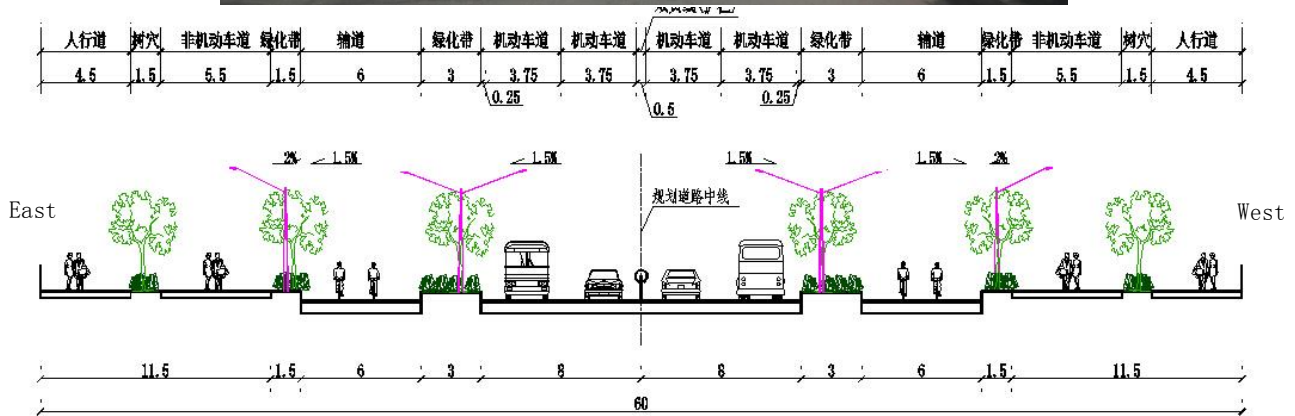 人行道 树穴 非机动车道 绿化带 辅道 绿化带 机动车道 机动车道 机动车道 机动车道 绿化带 辅道 绿化带 非机动车道 树穴 人行道
4.5 1.5 5.5 1.5 6 3 3.75 3.75 3.75 3.75 3 6 1.5 5.5 1.5 4.5
0.25 0.5 0.25
2% 1.5% 1.5% 1.5% 1.5% 2%
规划道路中线
East West
11.5 1.5 6 3 8 8 3 6 1.5 11.5
60